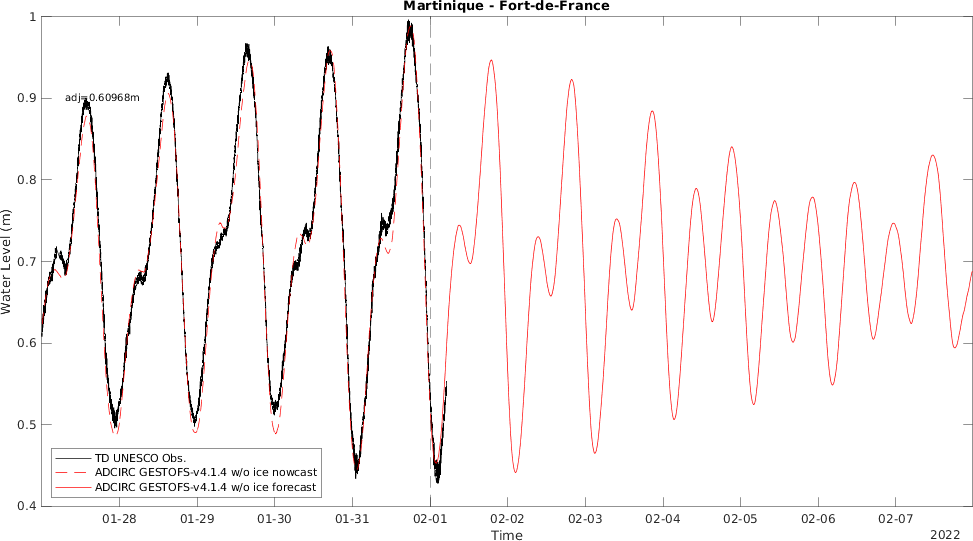 Martinique - Fort-de-France
1
0.9
0.8
0.7
0.6
0.5
0.4
Water Level (m)
adj=0.60968m
TD UNESCO Obs.
ADCIRC GESTOFS-v4.1.4 w/o ice nowcast
ADCIRC GESTOFS-v4.1.4 w/o ice forecast
01-28 01-29 01-30 01-31 02-01 02-02 02-03 02-04 02-05 02-06 02-07
Time
2022